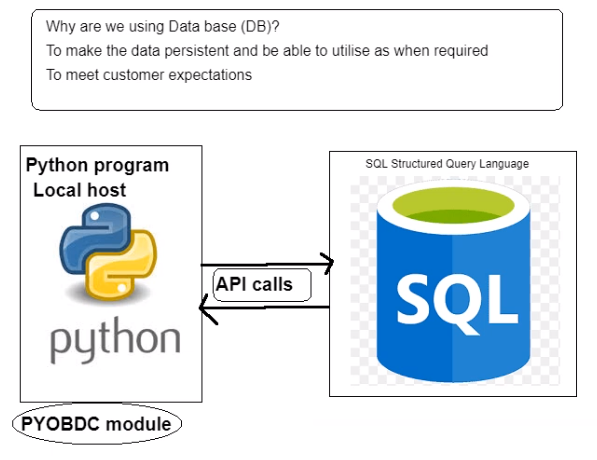 Why are we using Data base (DB)?
To make the data persistent and be able to utilise as when required
To meet customer expectations
Python program
Local host
python
PYOBDC module
API calls
SQL Structured Query Language
SQL